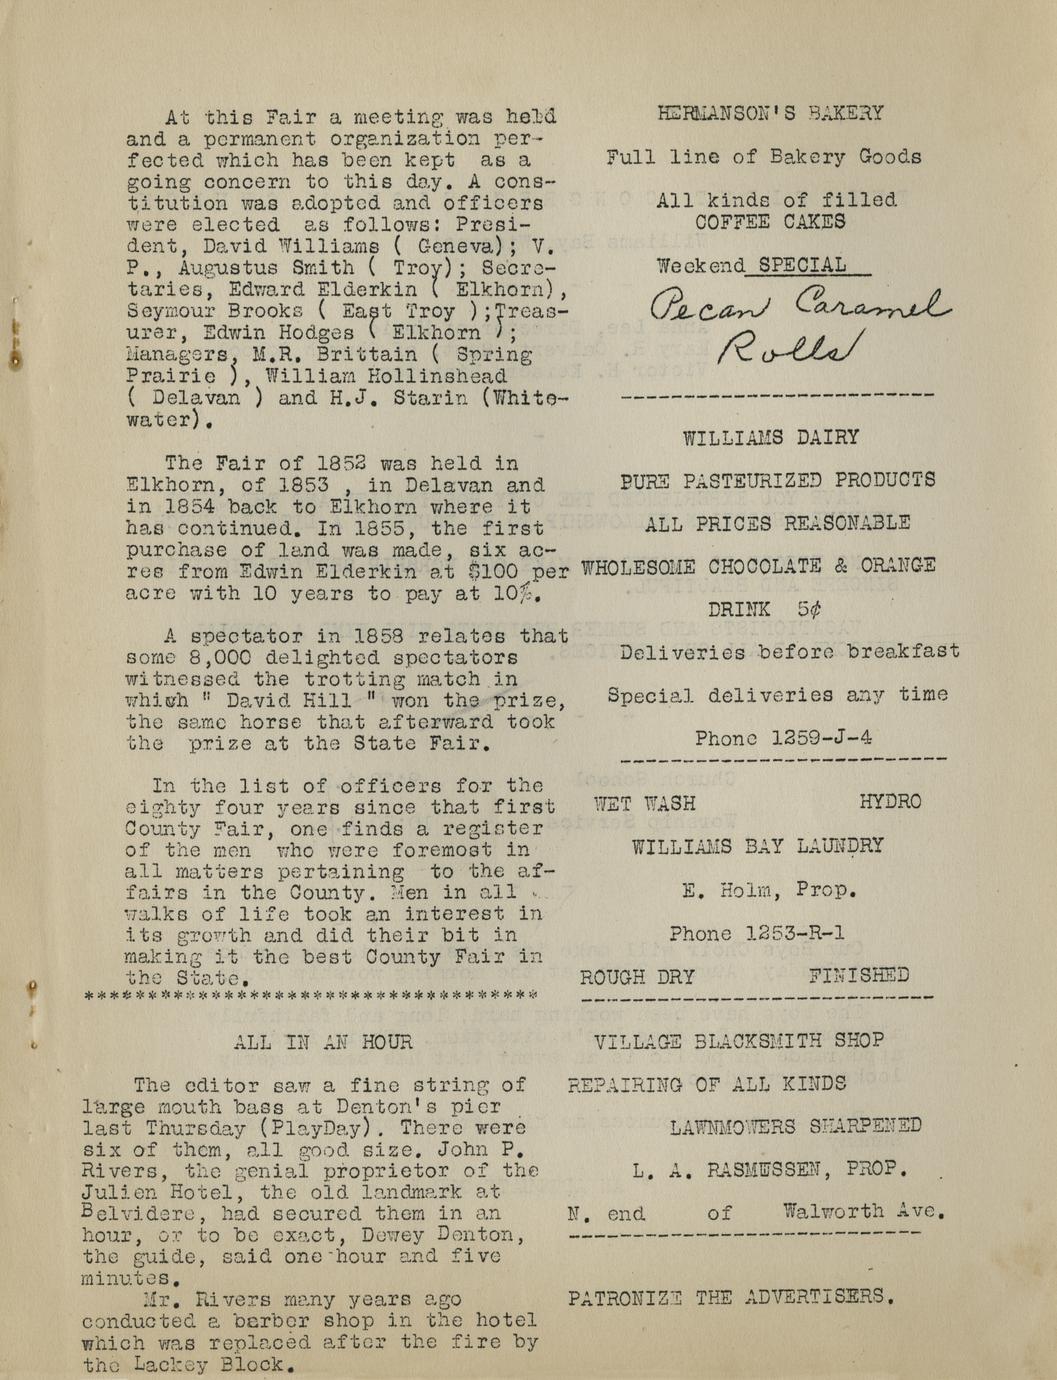 At this Fair a meeting was held
and a permanent organization per-
fected which has been kept as a
going concern to this day. A cons-
titution was adopted and officers
were elected as follows: Presi-
dent, David Williams ( Geneva); V.
P., Augustus Smith ( Troy); Secre-
taries, Edward Elderkin ( Elkhorn),
Seymour Brooks ( East Troy );Treas-
urer, Edwin Hodges ( Elkhorn );
Managers, M.R. Brittain ( Spring
Prairie ), William Hollinshead
( Delavan ) and H.J. Starin (White-
water).
The Fair of 1852 was held in
Elkhorn, of 1853 , in Delavan and
in 1854 back to Elkhorn where it
has continued. In 1855, the first
purchase of land was made, six ac-
res from Edwin Elderkin at $100 per
acre with 10 years to pay at 10%.
A spectator in 1858 relates that
some 8,000 delighted spectators
witnessed the trotting match in
which " David Hill " won the prize,
the same horse that afterward took
the prize at the State Fair.
In the list of officers for the
eighty four years since that first
County Fair, one finds a register
of the men who were foremost in
all matters pertaining to the af-
fairs in the County. Men in all
walks of life took an interest in
its growth and did their bit in
making it the best County Fair in
the State.
************************************
ALL IN AN HOUR
The editor saw a fine string of
large mouth bass at Denton's pier
last Thursday (PlayDay). There were
six of them, all good size. John P.
Rivers, the genial proprietor of the
Julien Hotel, the old landmark at
Belvidere, had secured them in an
hour, or to be exact, Dewey Denton,
the guide, said one hour and five
minutes.
Mr. Rivers many years ago
conducted a barber shop in the hotel
which was replaced after the fire by
the Lackey Block.
HERMANSON'S BAKERY
Full line of Bakery Goods
All kinds of filled
COFFEE CAKES
Weekend SPECIAL
Pecan Caramel
Rolls
-------------------------
WILLIAMS DAIRY
PURE PASTEURIZED PRODUCTS
ALL PRICES REASONABLE
WHOLESOME CHOCOLATE & ORANGE
DRINK 5¢
Deliveries before breakfast
Special deliveries any time
Phone 1259-J-4
--------------------------
WET WASH HYDRO
WILLIAMS BAY LAUNDRY
E. Holm, Prop.
Phone 1253-R-1
ROUGH DRY FINISHED
----------------------------
VILLAGE BLACKSMITH SHOP
REPAIRING OF ALL KINDS
LAWNMOWERS SHARPENED
L. A. RASMUSSEN, PROP.
N. end of Walworth Ave.
----------------------------
PATRONIZE THE ADVERTISERS.